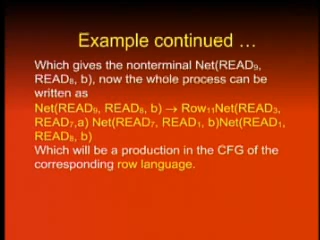 Example continued …
Which gives the nonterminal Net(READ₉,
READ₈, b), now the whole process can be
written as
Net(READ₉, READ₈, b) → Row₁₁Net(READ₃,
READ₇,a) Net(READ₇, READ₁, b)Net(READ₁,
READ₈, b)
Which will be a production in the CFG of the
corresponding row language.